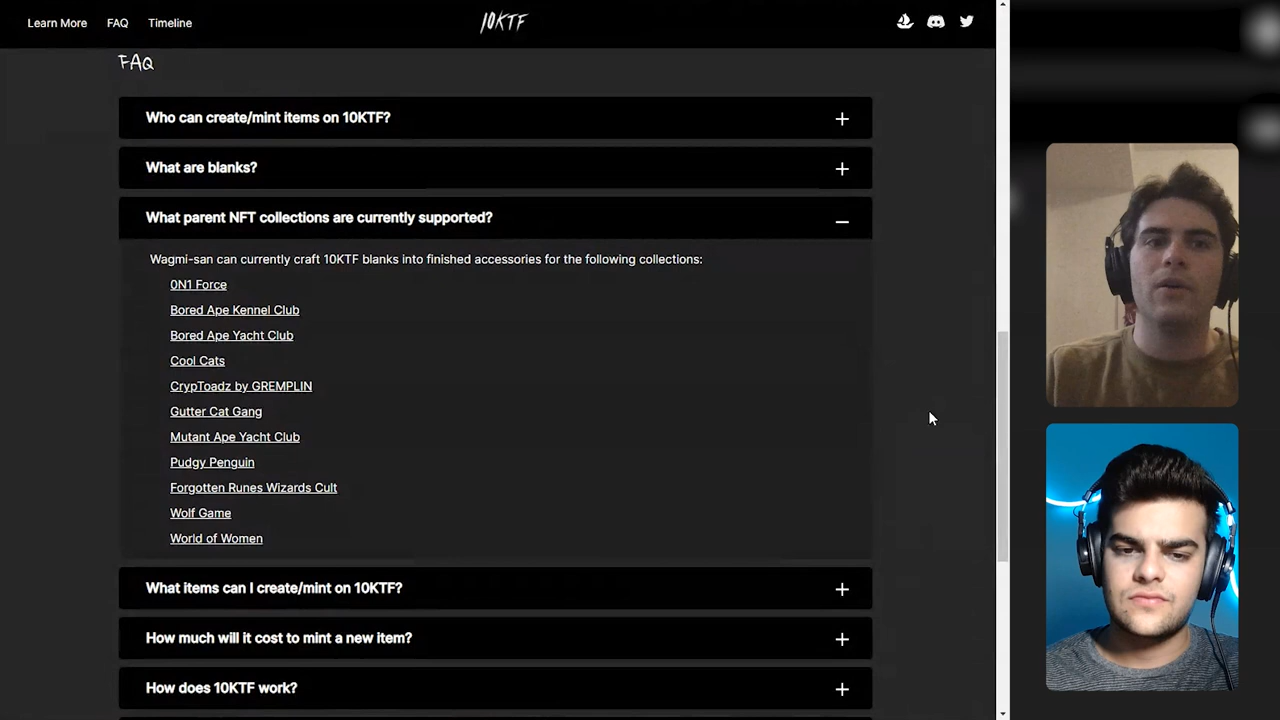 Learn More
FAQ
Timeline
10KTF
FAQ
Who can create/mint items on 10KTF?
What are blanks?
What parent NFT collections are currently supported?
Wagmi-san can currently craft 10KTF blanks into finished accessories for the following collections:
0N1 Force
Bored Ape Kennel Club
Bored Ape Yacht Club
Cool Cats
CrypToadz by GREMPLIN
Gutter Cat Gang
Mutant Ape Yacht Club
Pudgy Penguin
Forgotten Runes Wizards Cult
Wolf Game
World of Women
What items can I create/mint on 10KTF?
How much will it cost to mint a new item?
How does 10KTF work?